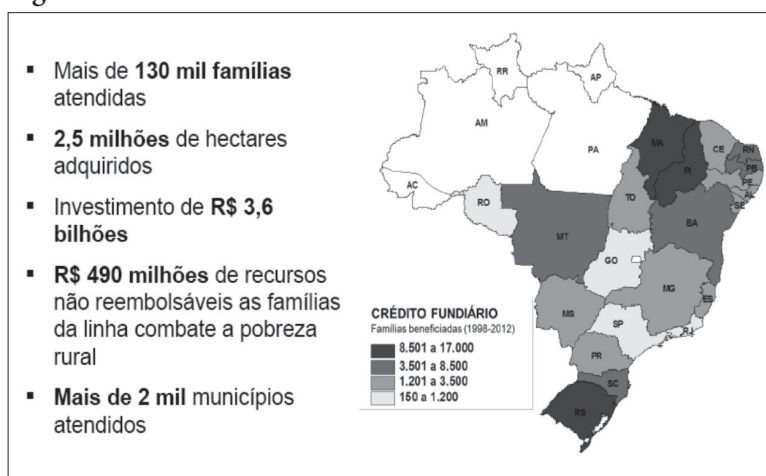 ▪ Mais de 130 mil famílias
atendidas
▪ 2,5 milhões de hectares
adquiridos
▪ Investimento de R$ 3,6
bilhões
▪ R$ 490 milhões de recursos
não reembolsáveis as famílias
da linha combate a pobreza
rural
▪ Mais de 2 mil municípios
atendidos
RR
AP
AM
PA
MA
CE
RN
PB
PI
PE
AL
SE
AC
RO
TO
BA
MT
GO
MG
ES
MS
SP
RJ
PR
SC
RS
CRÉDITO FUNDIÁRIO
Famílias beneficiadas (1998-2012)
8.501 a 17.000
3.501 a 8.500
1.201 a 3.500
150 a 1.200